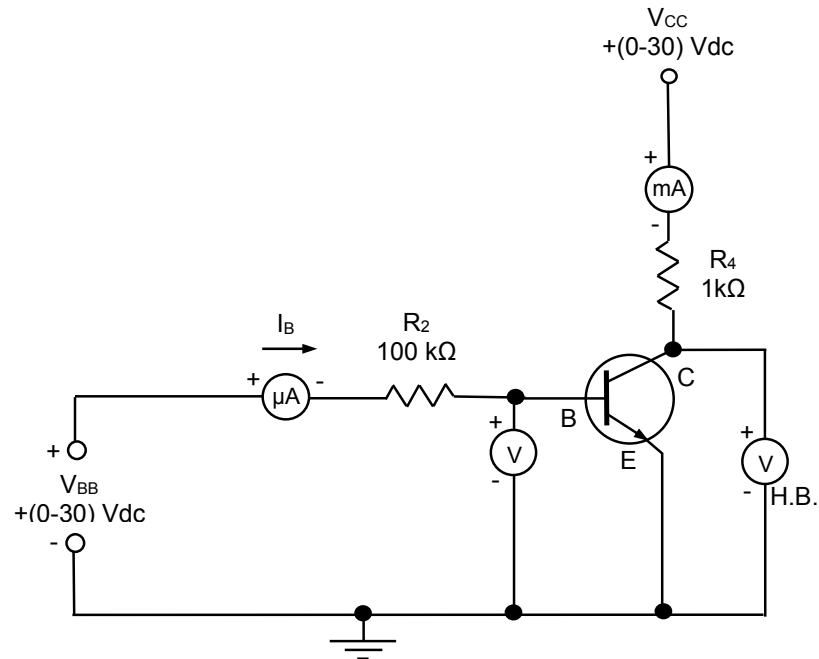 VCC
+(0-30) Vdc
+
mA
-
R4
1kΩ
IB
R2
100 kΩ
+
µA
-
C
B
E
+
V
-
+
V
-
H.B.
+
VBB
+(0-30) Vdc
-